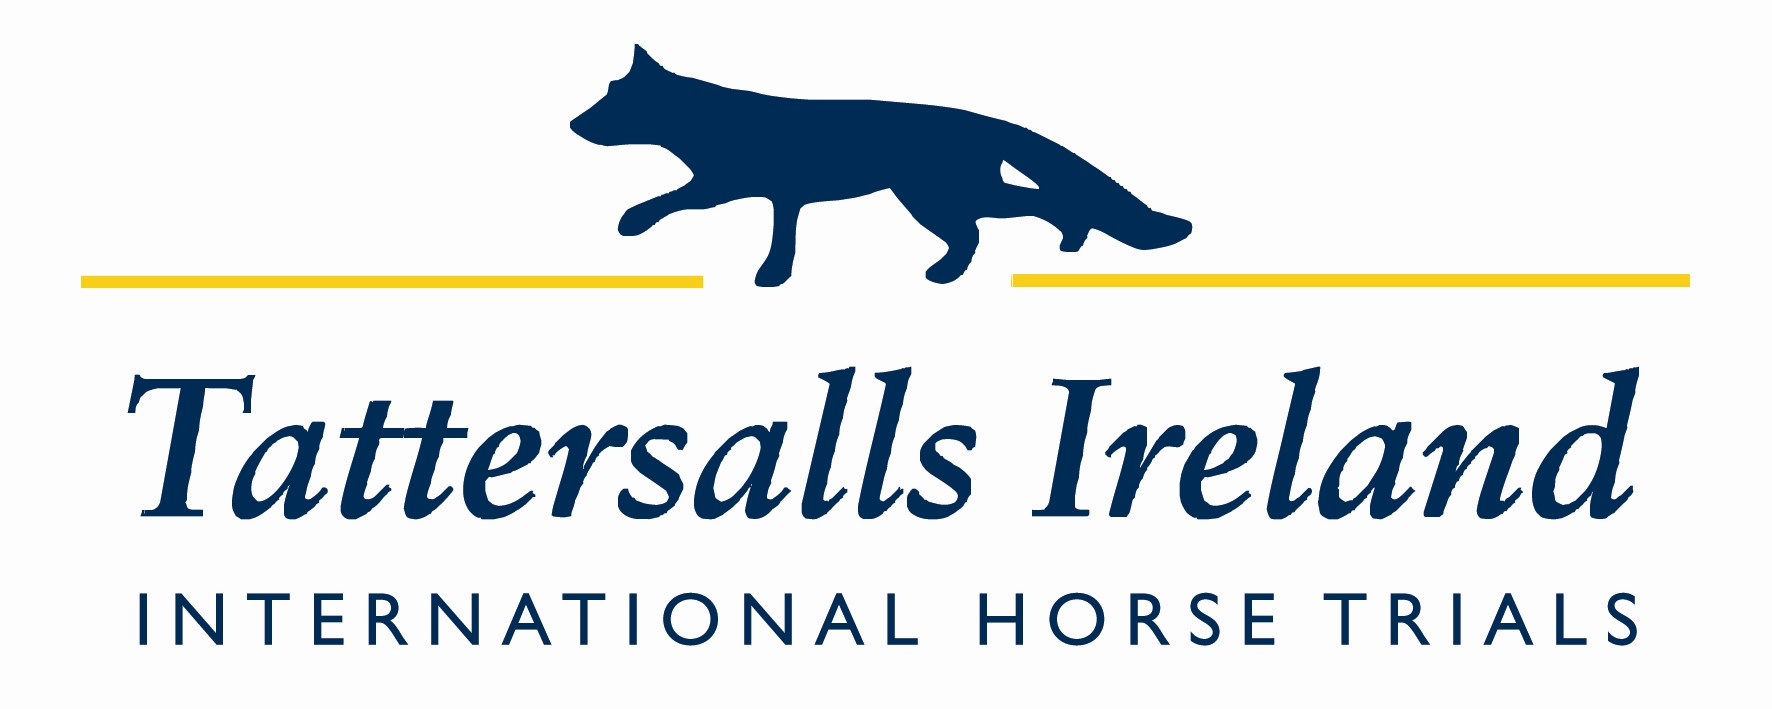 Tattersalls Ireland
INTERNATIONAL HORSE TRIALS